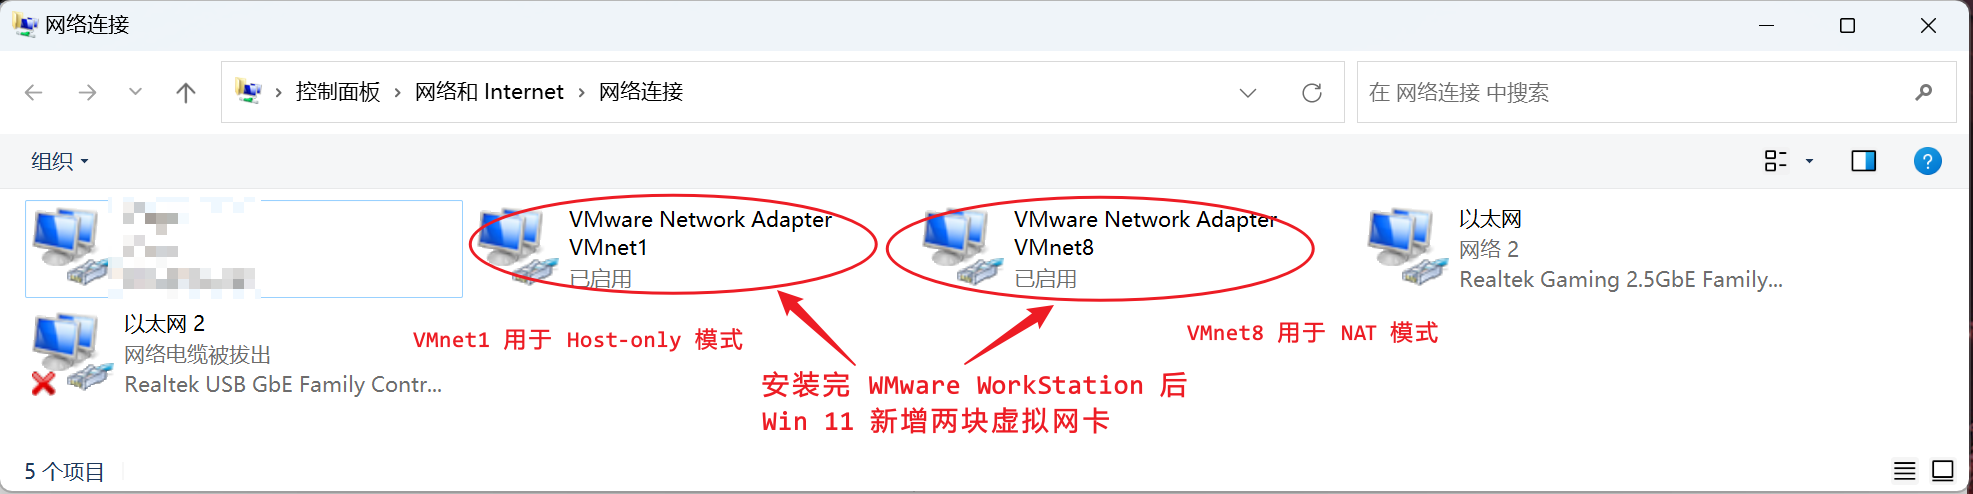 网络连接
控制面板 › 网络和 Internet › 网络连接
在 网络连接 中搜索
组织
VMware Network Adapter
VMnet1
已启用
VMware Network Adapter
VMnet8
已启用
以太网
网络 2
Realtek Gaming 2.5GbE Family...
以太网 2
网络电缆被拔出
Realtek USB GbE Family Contr...
VMnet1 用于 Host-only 模式
VMnet8 用于 NAT 模式
安装完 WMware WorkStation 后
Win 11 新增两块虚拟网卡
5 个项目